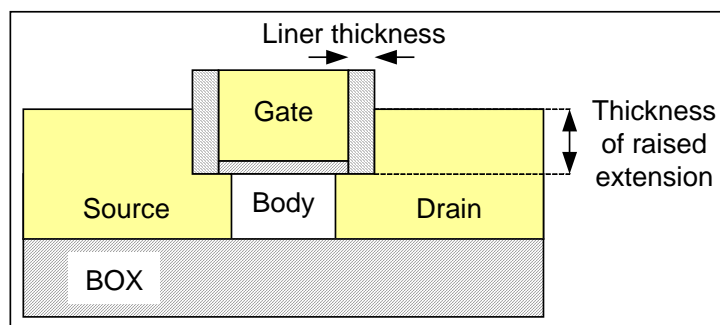 Liner thickness
Gate
Thickness
of raised
extension
Source
Body
Drain
BOX